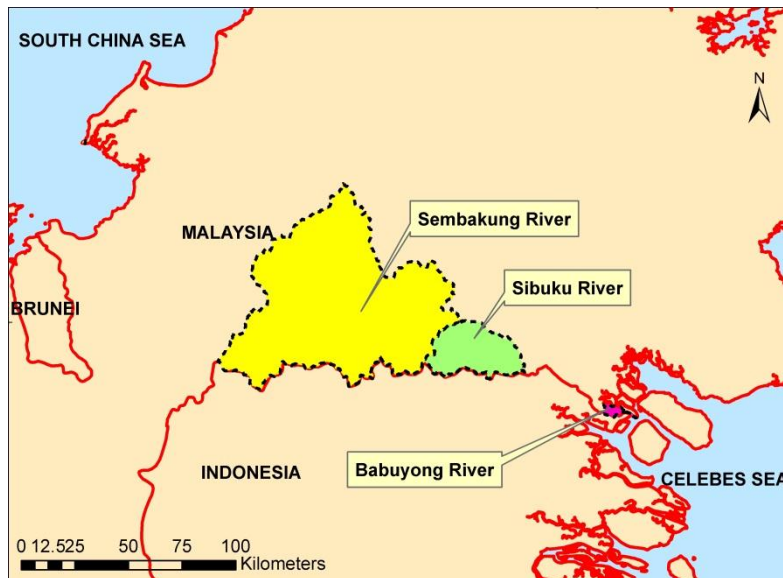 SOUTH CHINA SEA
N
MALAYSIA
Sembakung River
Sibuku River
BRUNEI
Babuyong River
INDONESIA
CELEBES SEA
0 12.525 50 75 100
Kilometers